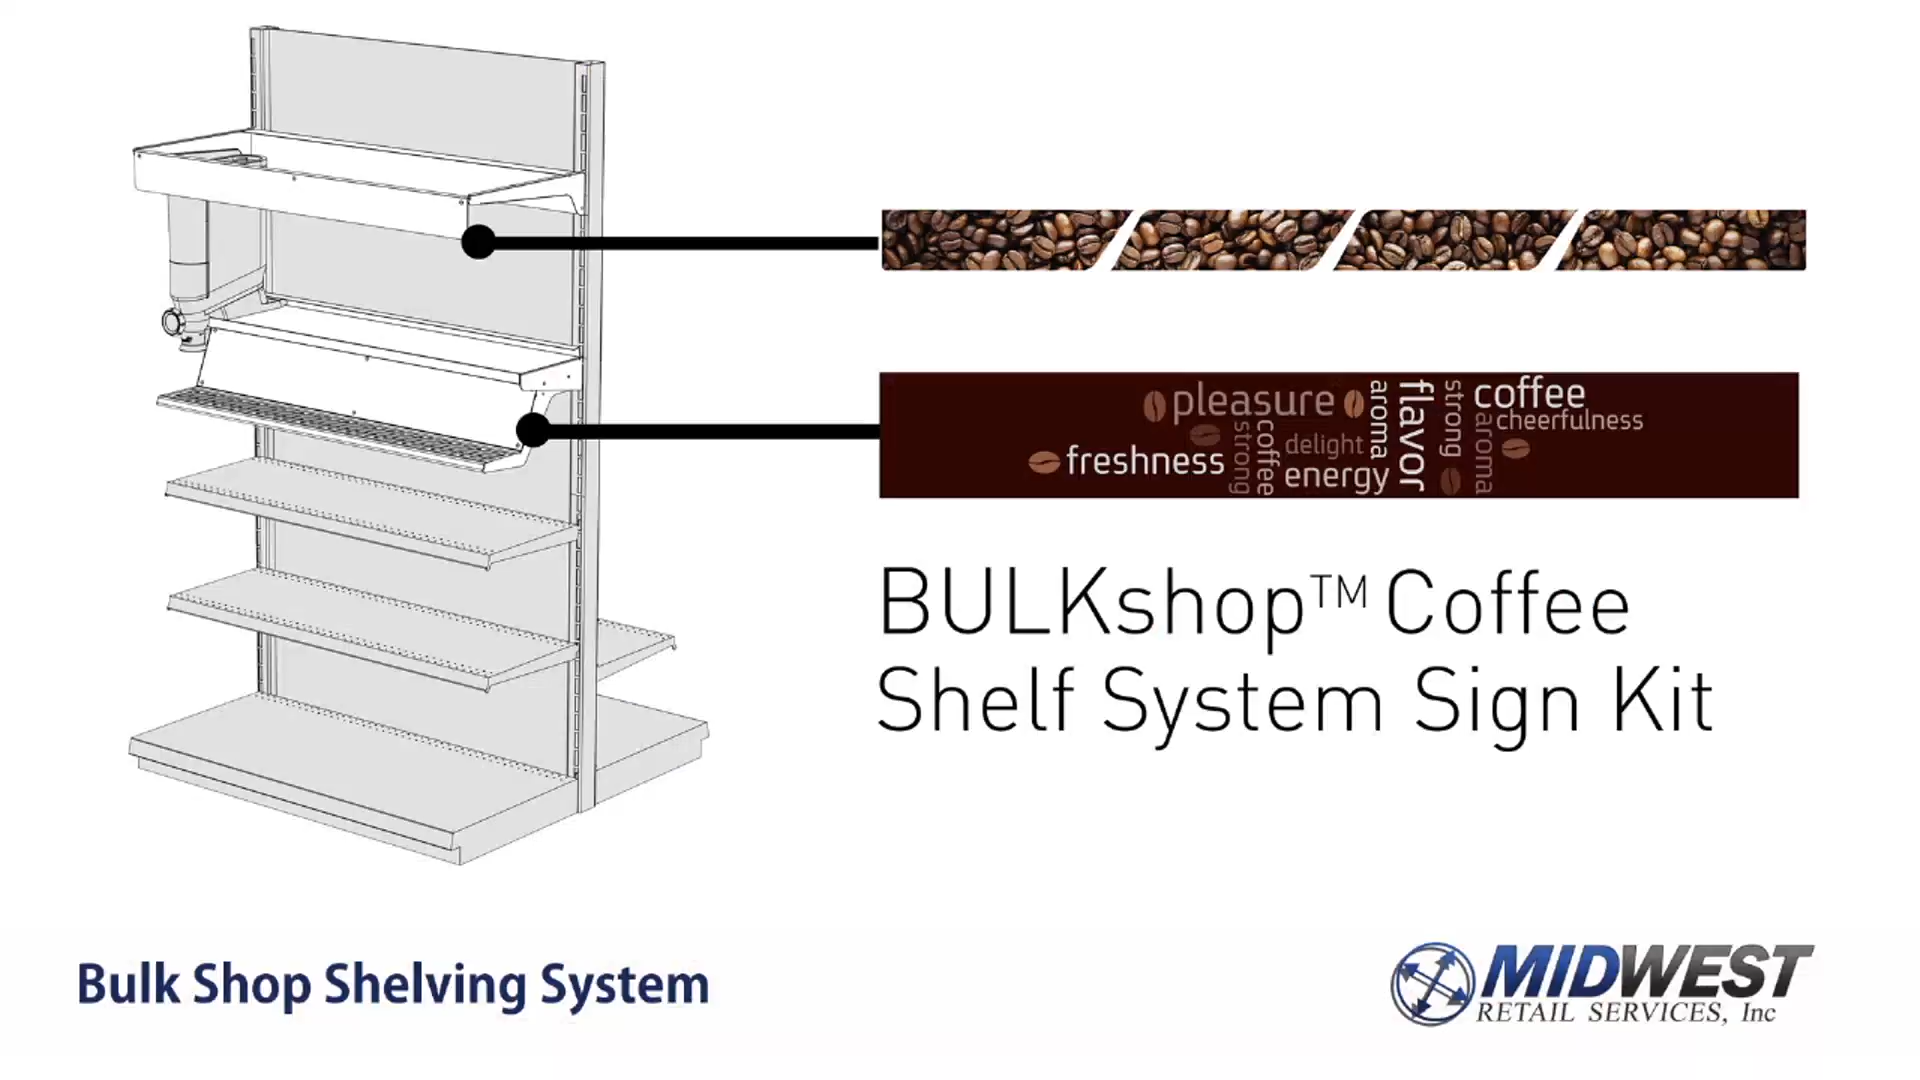 pleasure
aroma
flavor
strong
coffee
cheerfulness
aroma
freshness
strong
coffee
delight
energy
BULKshop™ Coffee
Shelf System Sign Kit
Bulk Shop Shelving System
MIDWEST
RETAIL SERVICES, Inc